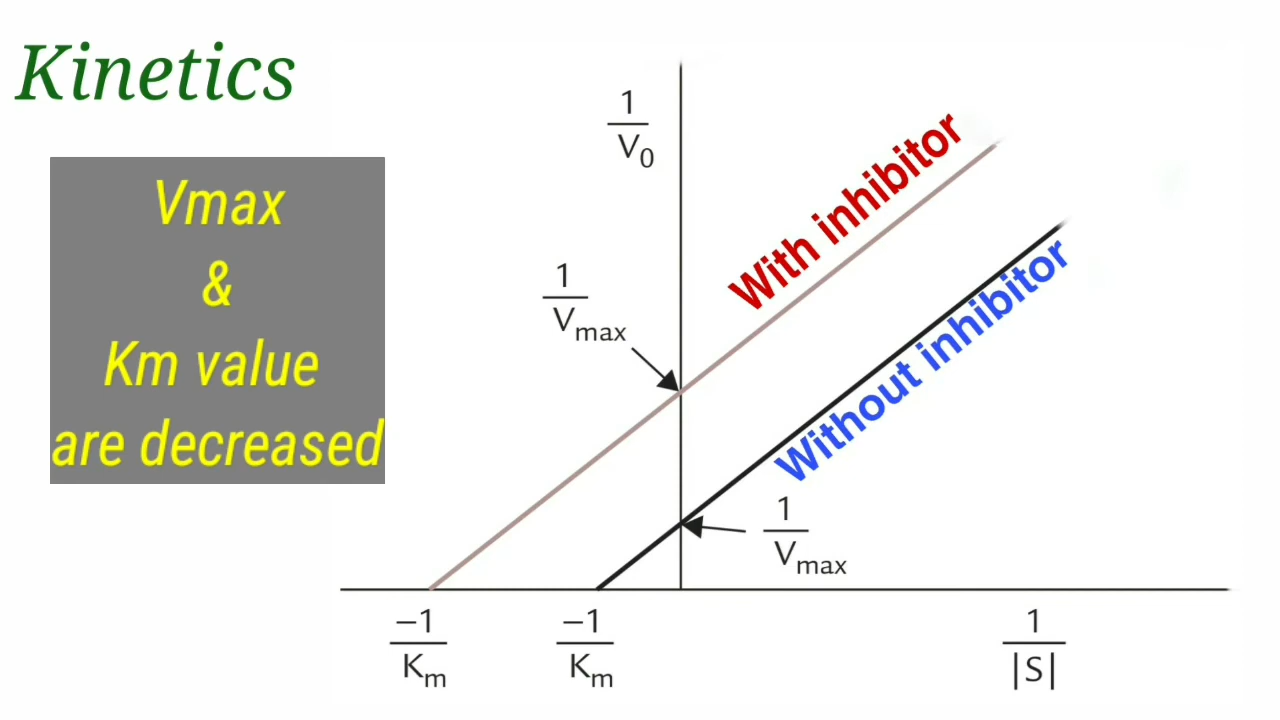 Kinetics
Vmax
&
Km value
are decreased
1
V0
With inhibitor
1
Vmax
Without inhibitor
1
Vmax
–1
Km
–1
Km
1
|S|